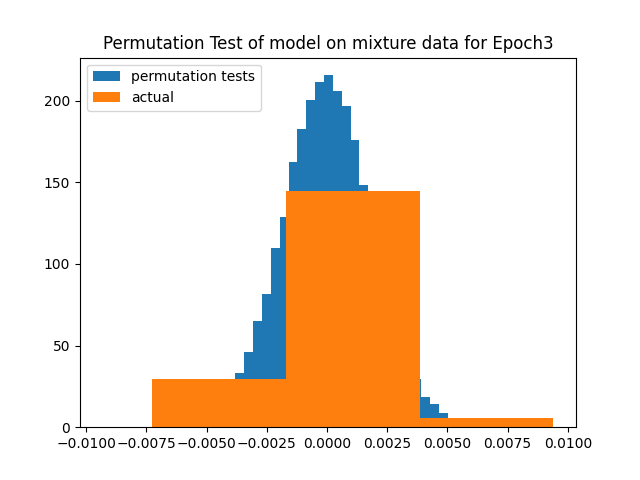 Permutation Test of model on mixture data for Epoch3
permutation tests
actual
200
150
100
50
0
−0.0100 −0.0075 −0.0050 −0.0025 0.0000 0.0025 0.0050 0.0075 0.0100